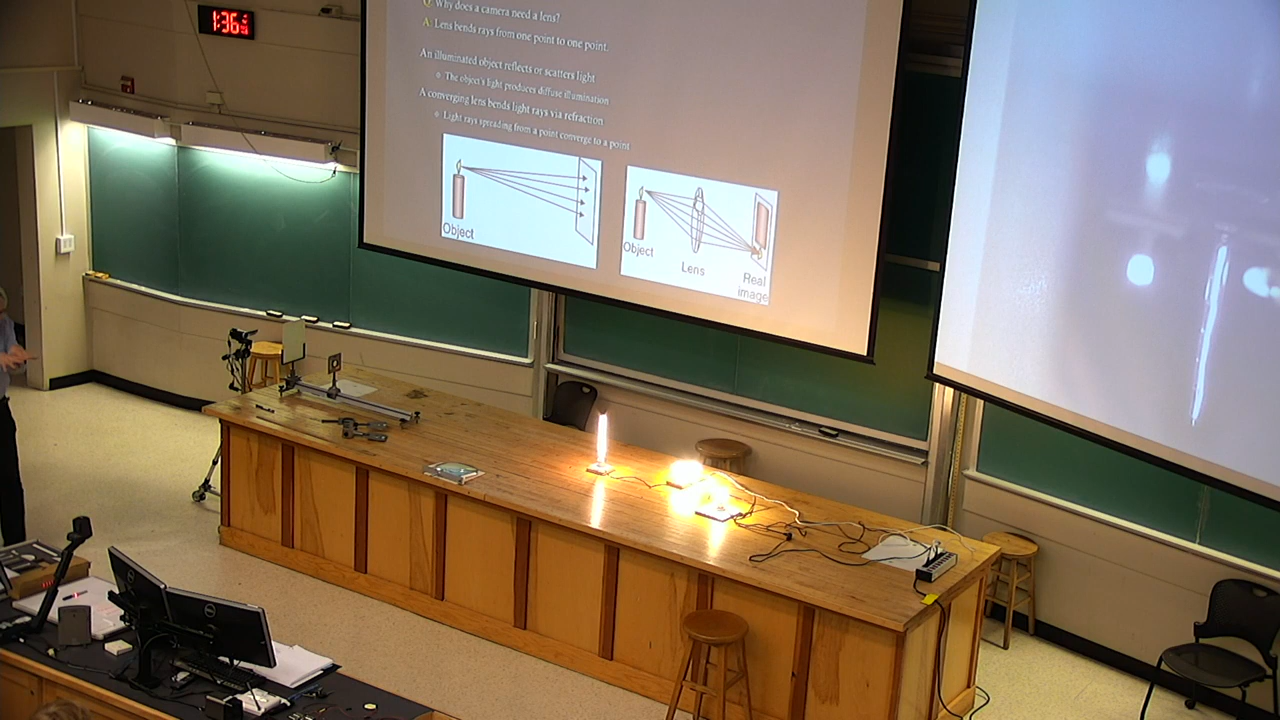 1:36
Q: Why does a camera need a lens?
A: Lens bends rays from one point to one point.
An illuminated object reflects or scatters light
The object's light produces diffuse illumination
A converging lens bends light rays via refraction
Light rays spreading from a point converge to a point
Object
Object
Lens
Real
image
DELL
DELL